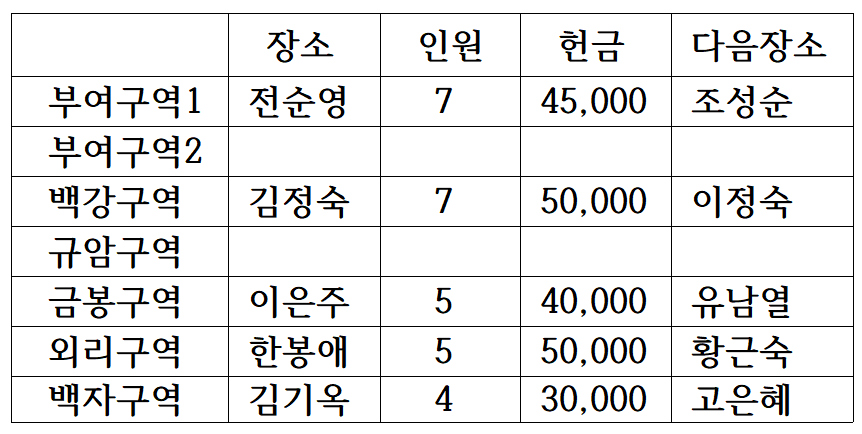 장소 인원 헌금 다음장소
부여구역1 전순영 7 45,000 조성순
부여구역2
백강구역 김정숙 7 50,000 이정숙
규암구역
금봉구역 이은주 5 40,000 유남열
외리구역 한봉애 5 50,000 황근숙
백자구역 김기옥 4 30,000 고은혜